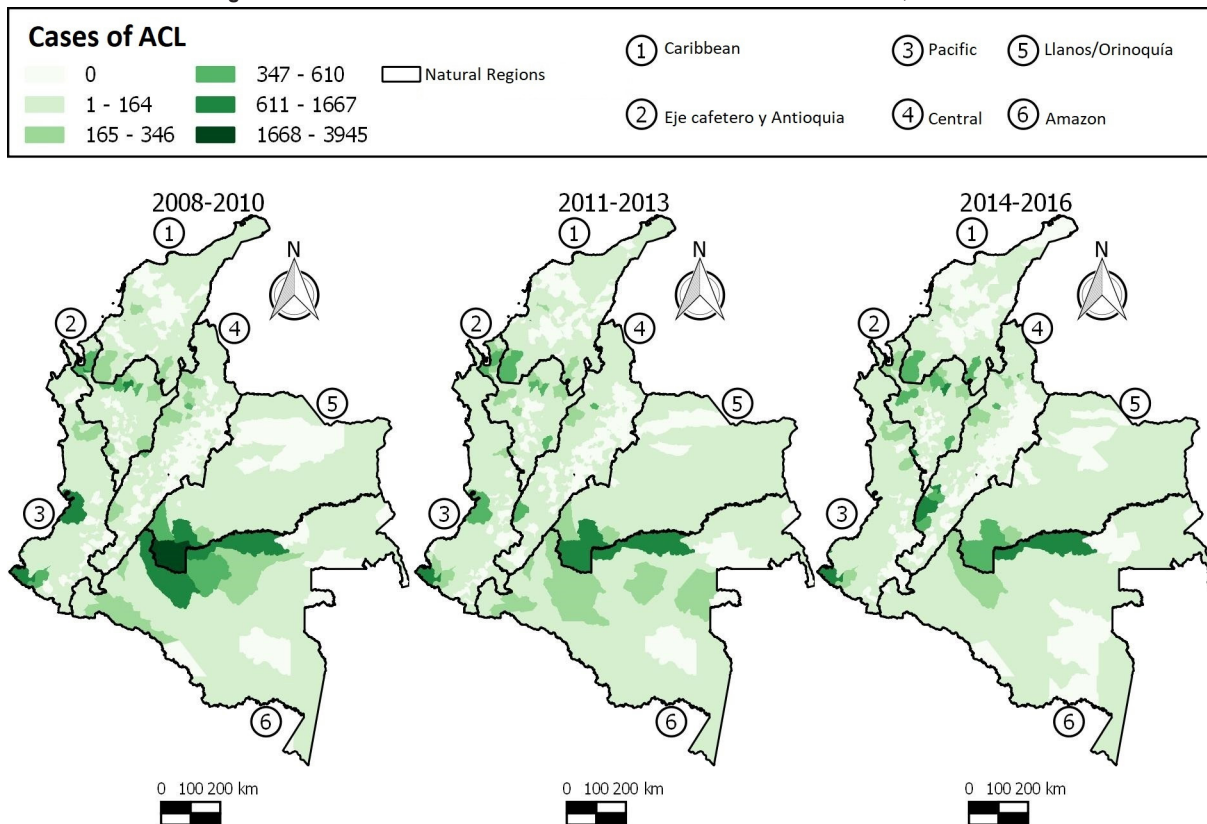 Cases of ACL
0
1 - 164
165 - 346
347 - 610
611 - 1667
1668 - 3945
Natural Regions
1 Caribbean
2 Eje cafetero y Antioquia
3 Pacific
4 Central
5 Llanos/Orinoquía
6 Amazon
2008-2010
1
N
2
4
5
3
6
0 100 200 km
2011-2013
1
N
2
4
5
3
6
0 100 200 km
2014-2016
1
N
2
4
5
3
6
0 100 200 km